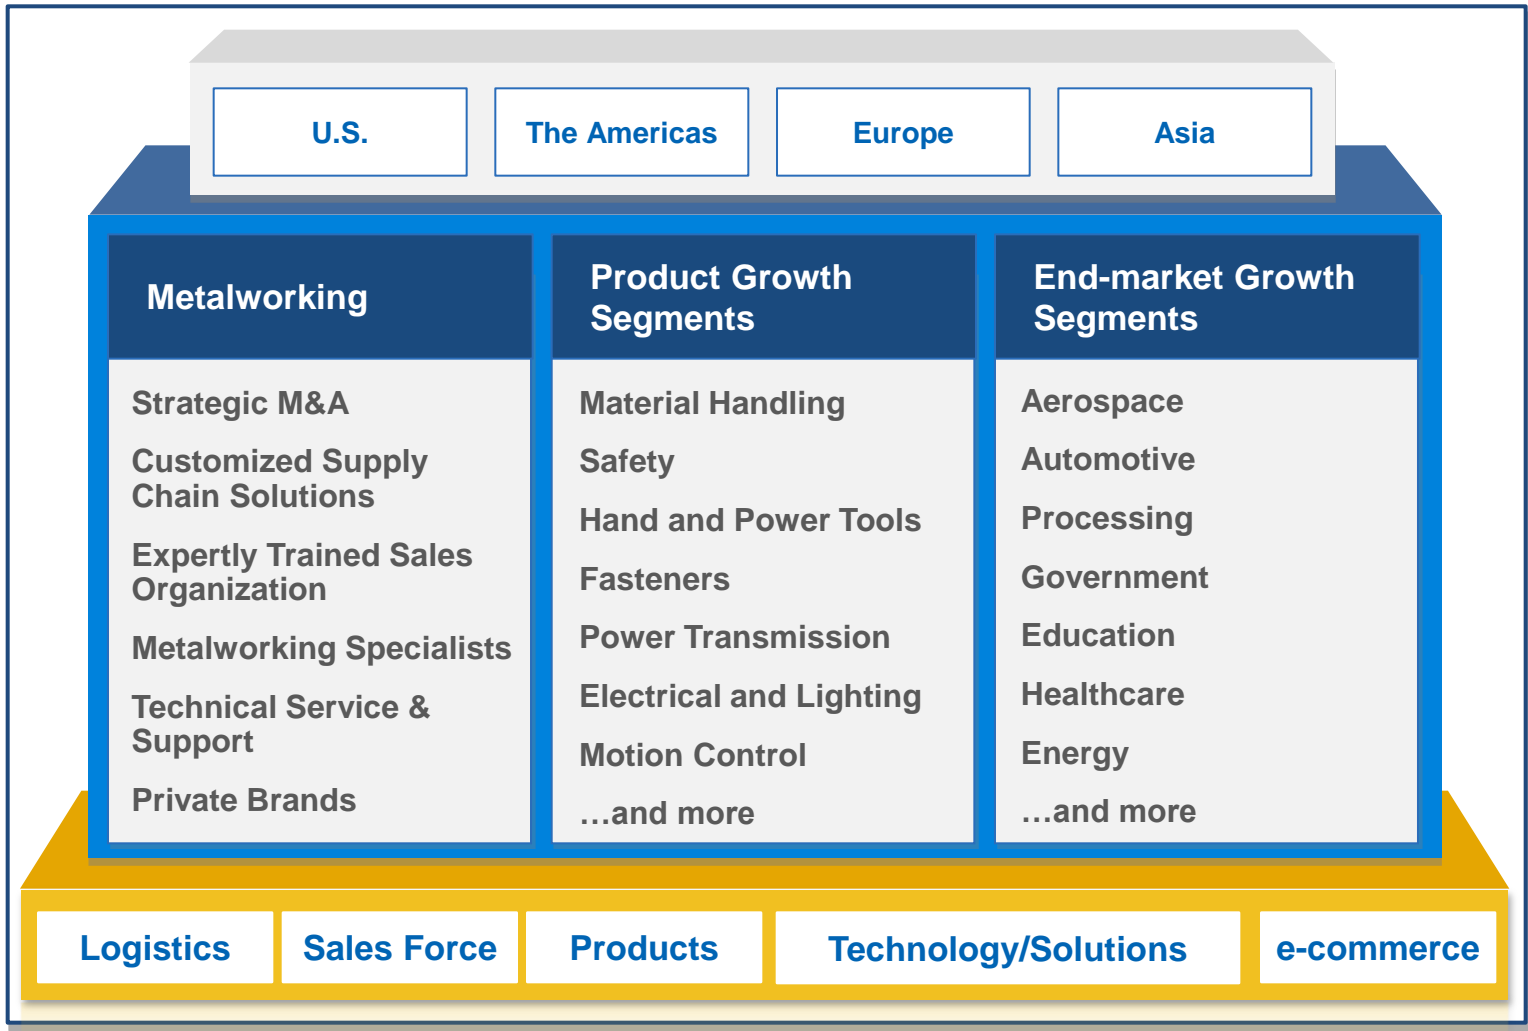 U.S.
The Americas
Europe
Asia
Metalworking
Strategic M&A
Customized Supply
Chain Solutions
Expertly Trained Sales
Organization
Metalworking Specialists
Technical Service &
Support
Private Brands
Product Growth
Segments
Material Handling
Safety
Hand and Power Tools
Fasteners
Power Transmission
Electrical and Lighting
Motion Control
…and more
End-market Growth
Segments
Aerospace
Automotive
Processing
Government
Education
Healthcare
Energy
…and more
Logistics
Sales Force
Products
Technology/Solutions
e-commerce